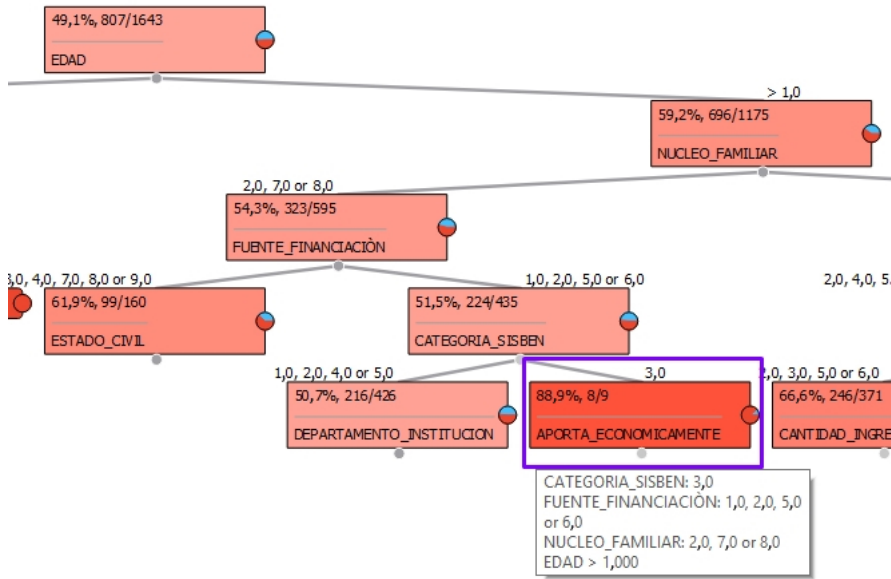 49,1%, 807/1643
EDAD
> 1,0
59,2%, 696/1175
NUCLEO_FAMILIAR
2,0, 7,0 or 8,0
54,3%, 323/595
FUENTE_FINANCIACIÒN
3,0, 4,0, 7,0, 8,0 or 9,0
1,0, 2,0, 5,0 or 6,0
2,0, 4,0, 5
61,9%, 99/160
ESTADO_CIVIL
51,5%, 224/435
CATEGORIA_SISBEN
1,0, 2,0, 4,0 or 5,0
3,0
2,0, 3,0, 5,0 or 6,0
50,7%, 216/426
DEPARTAMENTO_INSTITUCION
88,9%, 8/9
APORTA_ECONOMICAMENTE
66,6%, 246/371
CANTIDAD_INGRE
CATEGORIA_SISBEN: 3,0
FUENTE_FINANCIACIÒN: 1,0, 2,0, 5,0
or 6,0
NUCLEO_FAMILIAR: 2,0, 7,0 or 8,0
EDAD > 1,000